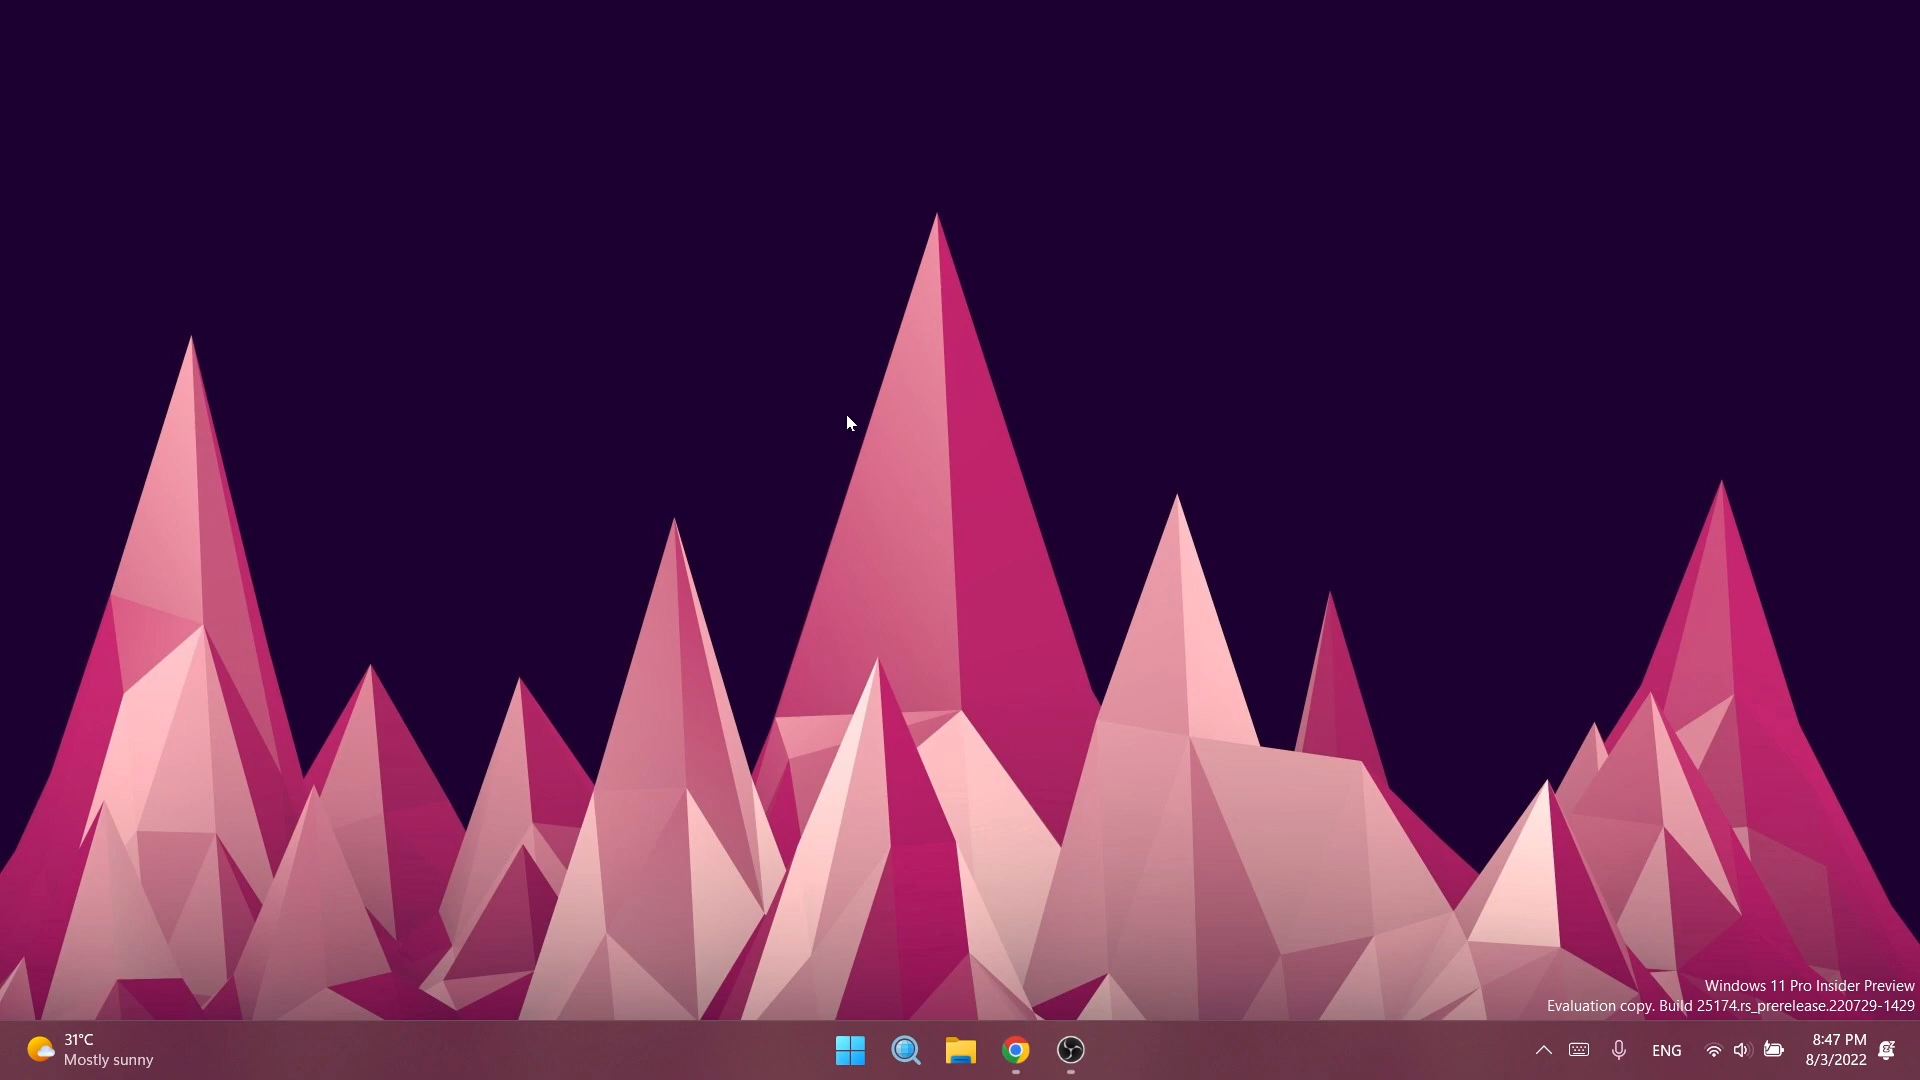 Windows 11 Pro Insider Preview
Evaluation copy. Build 25174.rs_prerelease.220729-1429
31°C
Mostly sunny
ENG
8:47 PM
8/3/2022